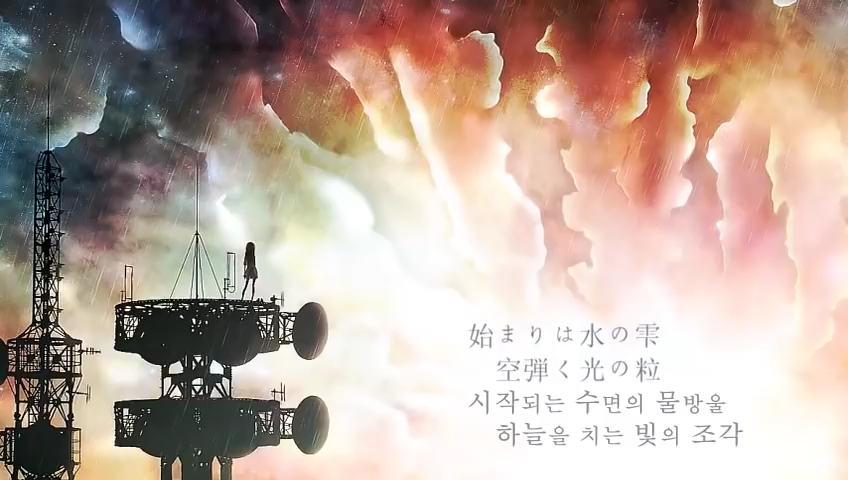 始まりは水の雫
空弾く光の粒
시작되는 수면의 물방울
하늘을 치는 빛의 조각